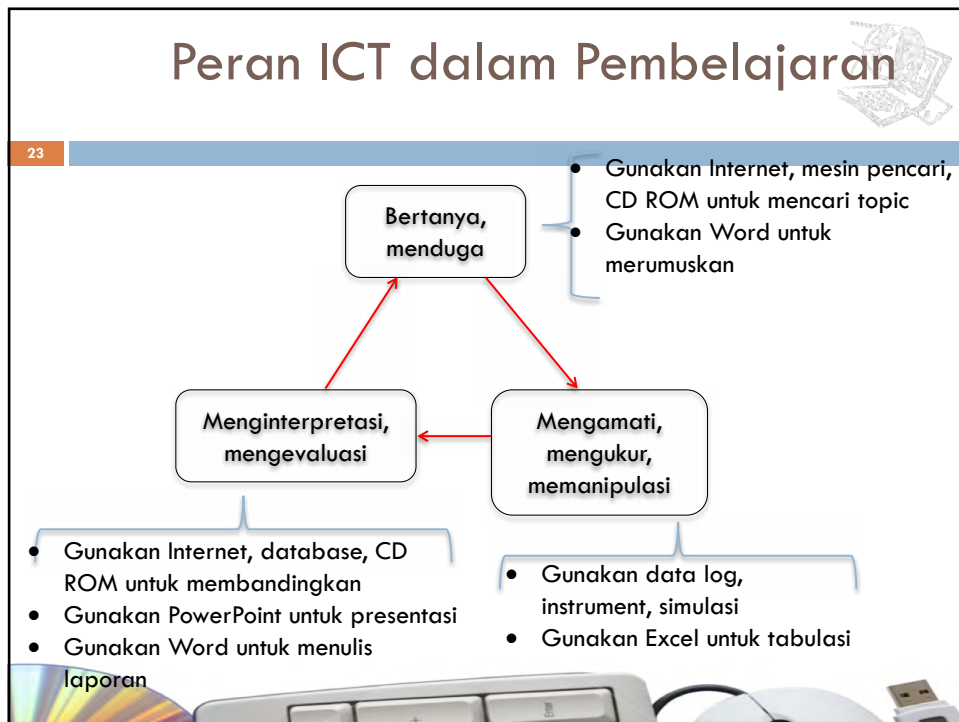 Peran ICT dalam Pembelajaran
23
Bertanya,
menduga
• Gunakan Internet, mesin pencari,
CD ROM untuk mencari topic
• Gunakan Word untuk
merumuskan
Menginterpretasi,
mengevaluasi
Mengamati,
mengukur,
memanipulasi
• Gunakan Internet, database, CD
ROM untuk membandingkan
• Gunakan PowerPoint untuk presentasi
• Gunakan Word untuk menulis
laporan
• Gunakan data log,
instrument, simulasi
• Gunakan Excel untuk tabulasi
Enter